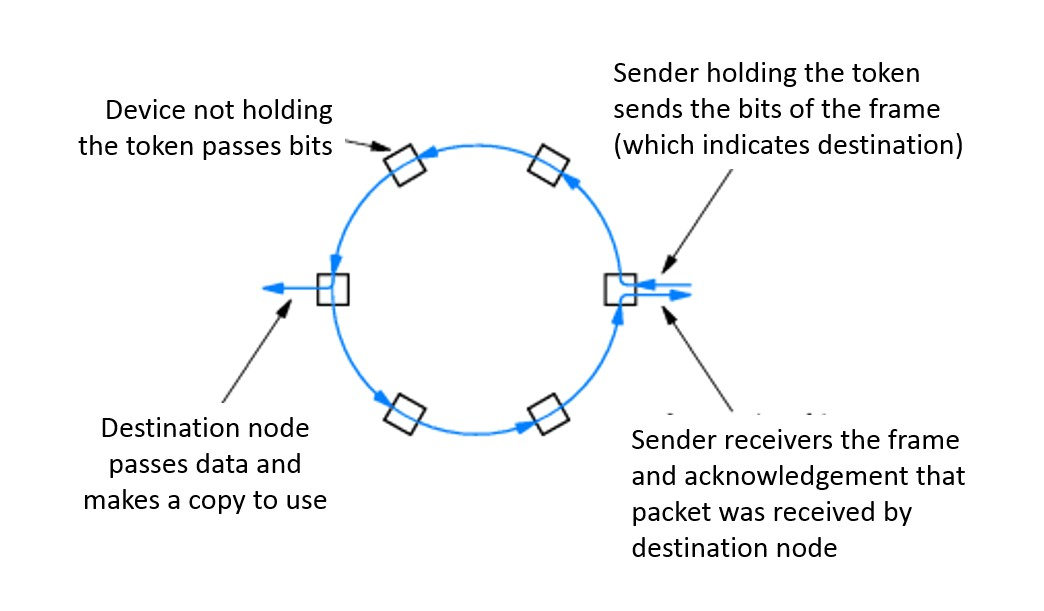 Device not holding
the token passes bits
Sender holding the token
sends the bits of the frame
(which indicates destination)
Destination node
passes data and
makes a copy to use
Sender receivers the frame
and acknowledgement that
packet was received by
destination node